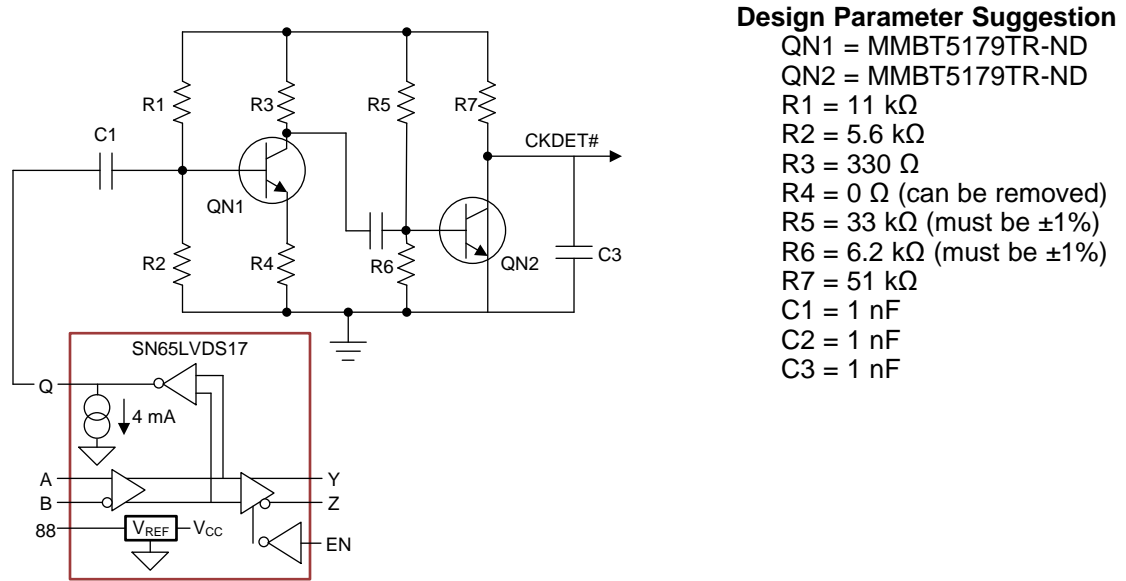 Design Parameter Suggestion
QN1 = MMBT5179TR-ND
QN2 = MMBT5179TR-ND
R1 = 11 kΩ
R2 = 5.6 kΩ
R3 = 330 Ω
R4 = 0 Ω (can be removed)
R5 = 33 kΩ (must be ±1%)
R6 = 6.2 kΩ (must be ±1%)
R7 = 51 kΩ
C1 = 1 nF
C2 = 1 nF
C3 = 1 nF
R1
R3
R5
R7
C1
CKDET#
QN1
R2
R4
R6
QN2
C3
SN65LVDS17
Q
4 mA
A
Y
B
Z
88
VREF
VCC
EN